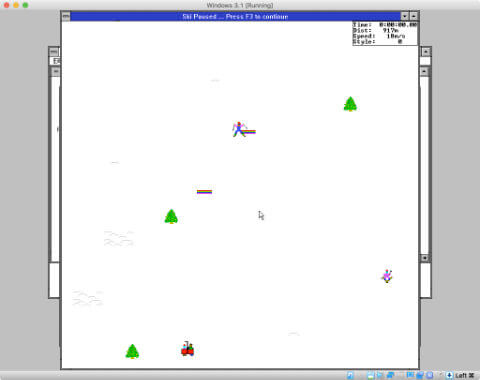 Windows 3.1 [Running]
Ski Paused ... Press F3 to continue
Time: 0:00:00.00
Dist: 917m
Speed: 18m/s
Style: 0
Left ⌘